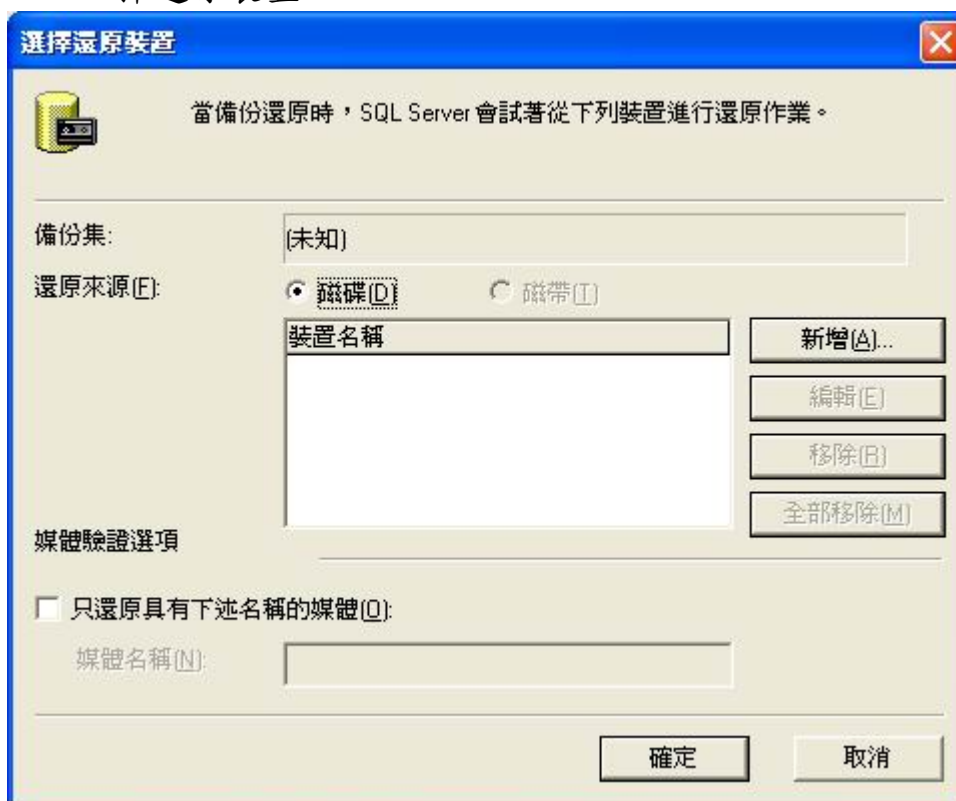 選擇還原裝置
當備份還原時，SQL Server 會試著從下列裝置進行還原作業。
備份集:
(未知)
還原來源(F):
磁碟(D)
磁帶(T)
裝置名稱
新增(A)...
編輯(E)
移除(R)
全部移除(M)
媒體驗證選項
只還原具有下述名稱的媒體(O):
媒體名稱(N):
確定
取消